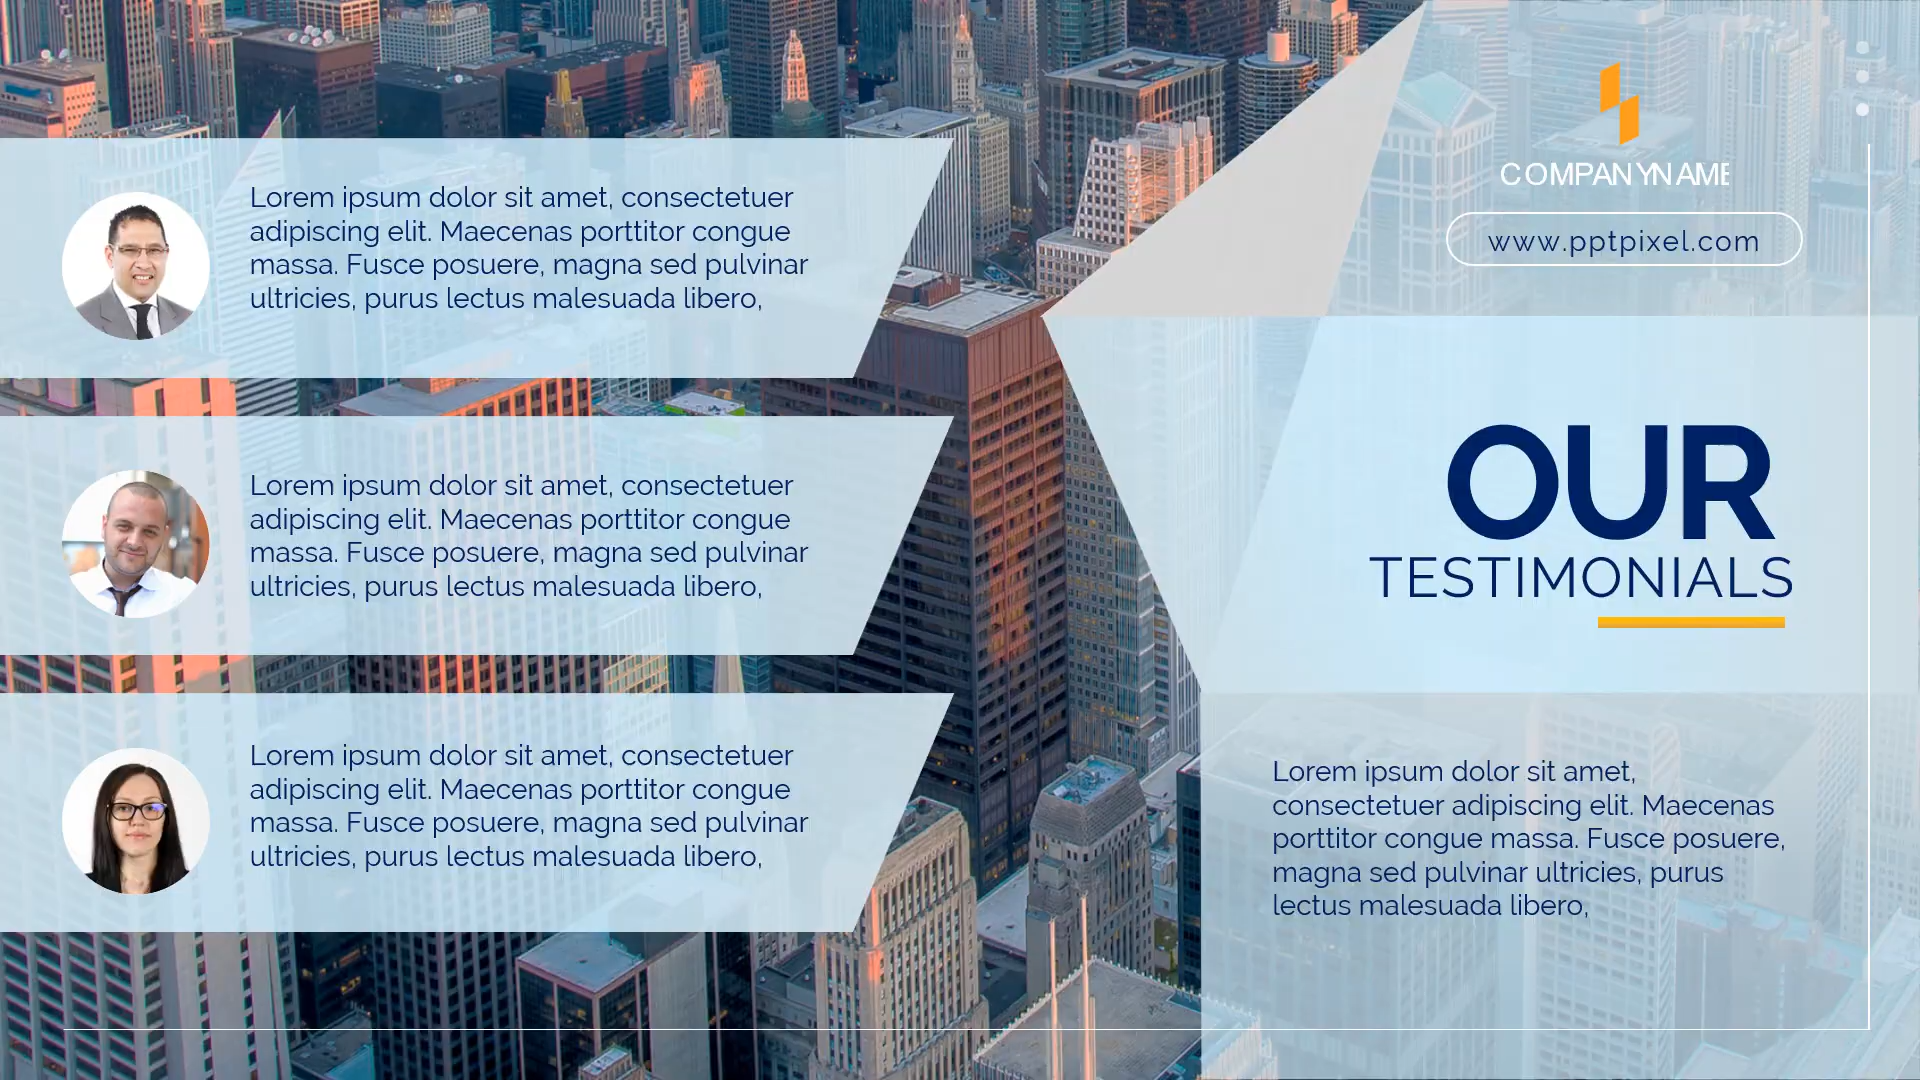 Lorem ipsum dolor sit amet, consectetuer
adipiscing elit. Maecenas porttitor congue
massa. Fusce posuere, magna sed pulvinar
ultricies, purus lectus malesuada libero,
Lorem ipsum dolor sit amet, consectetuer
adipiscing elit. Maecenas porttitor congue
massa. Fusce posuere, magna sed pulvinar
ultricies, purus lectus malesuada libero,
Lorem ipsum dolor sit amet, consectetuer
adipiscing elit. Maecenas porttitor congue
massa. Fusce posuere, magna sed pulvinar
ultricies, purus lectus malesuada libero,
COMPANYNAME
www.pptpixel.com
OUR
TESTIMONIALS
Lorem ipsum dolor sit amet,
consectetuer adipiscing elit. Maecenas
porttitor congue massa. Fusce posuere,
magna sed pulvinar ultricies, purus
lectus malesuada libero,